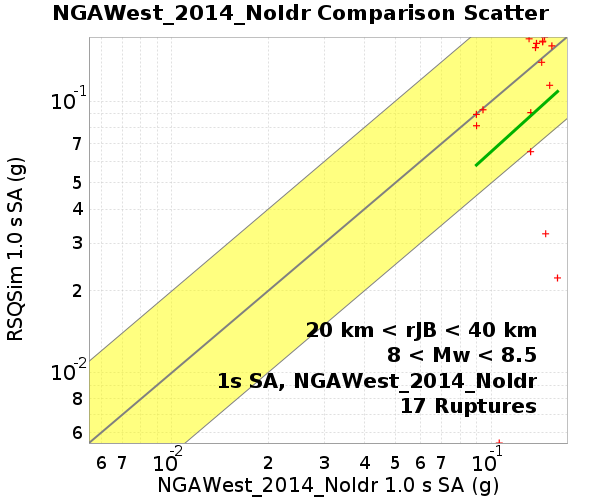 NGAWest_2014_NoIdr Comparison Scatter
RSQSim 1.0 s SA (g)
10-1
7
5
4
3
2
10-2
8
6
20 km < rJB < 40 km
8 < Mw < 8.5
1s SA, NGAWest_2014_NoIdr
17 Ruptures
6 7 10-2 2 3 4 5 6 7 8 10-1
NGAWest_2014_NoIdr 1.0 s SA (g)